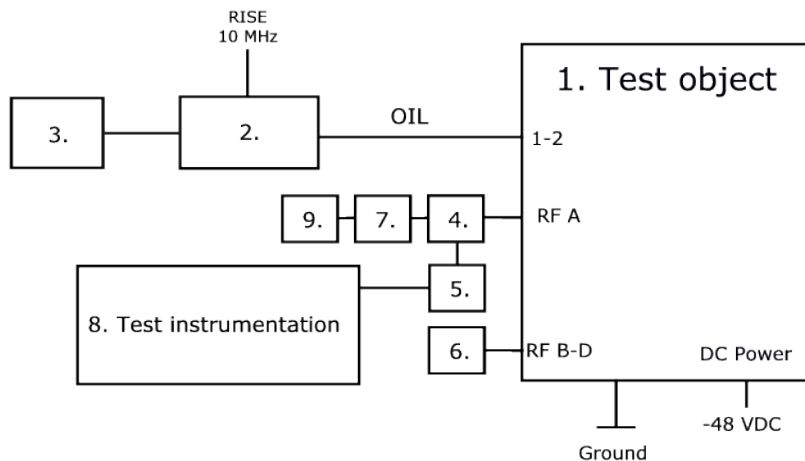 RISE
10 MHz
1. Test object
3.
2.
OIL
1-2
9.
7.
4.
RF A
8. Test instrumentation
5.
6.
RF B-D
DC Power
-48 VDC
Ground